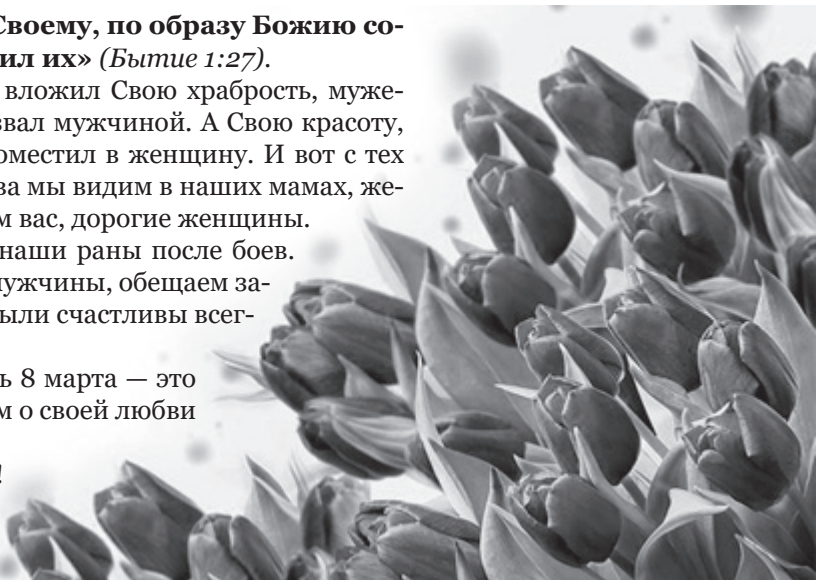 Своему, по образу Божию со-
ил их» (Бытие 1:27).
вложил Свою храбрость, муже-
звал мужчиной. А Свою красоту,
оместил в женщину. И вот с тех
ва мы видим в наших мамах, же-
м вас, дорогие женщины.
наши раны после боев.
мужчины, обещаем за-
ыли счастливы всег-
ь 8 марта — это
м о своей любви
!